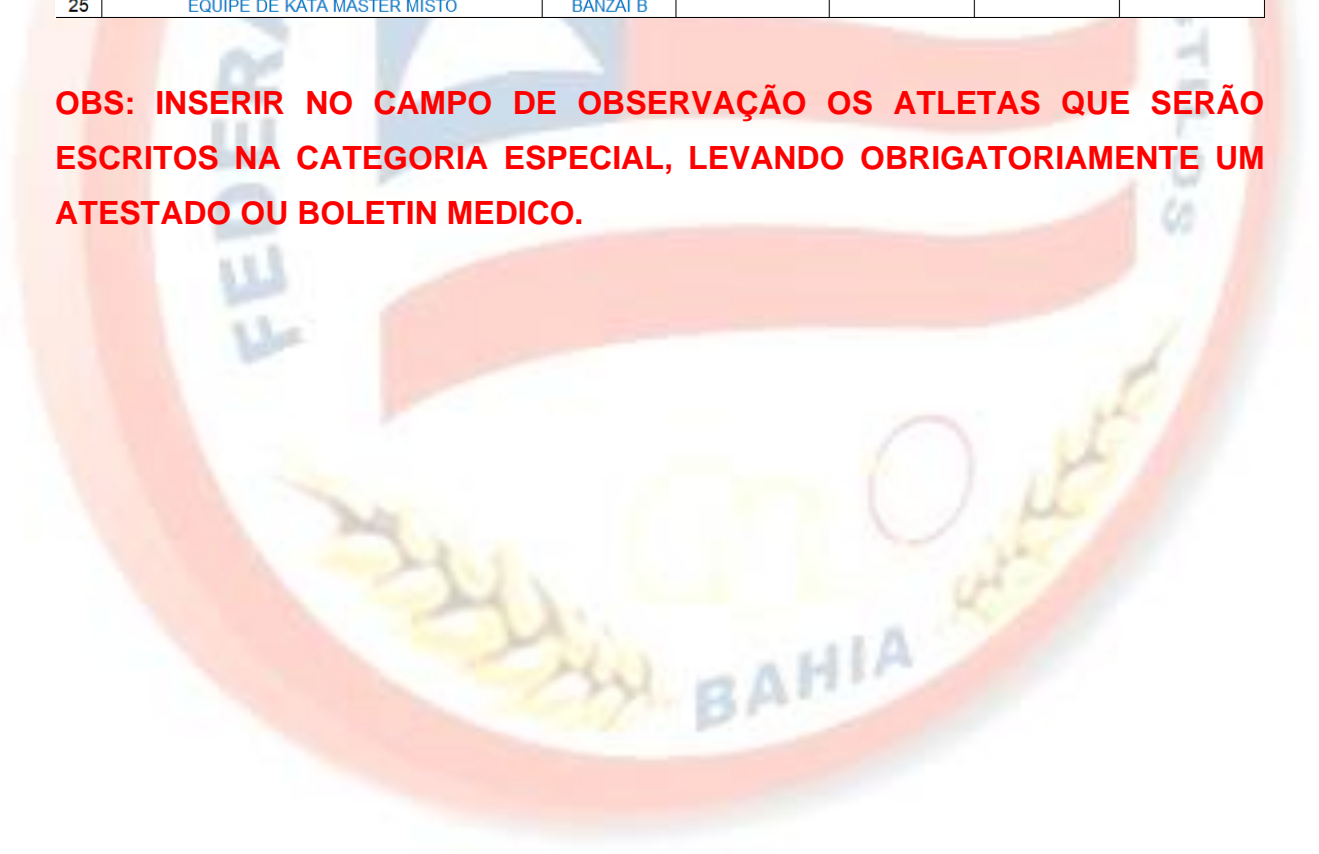 25 EQUIPE DE KATA MASTER MISTO BANZAI B
OBS: INSERIR NO CAMPO DE OBSERVAÇÃO OS ATLETAS QUE SERÃO
ESCRITOS NA CATEGORIA ESPECIAL, LEVANDO OBRIGATORIAMENTE UM
ATESTADO OU BOLETIN MEDICO.
BAHIA